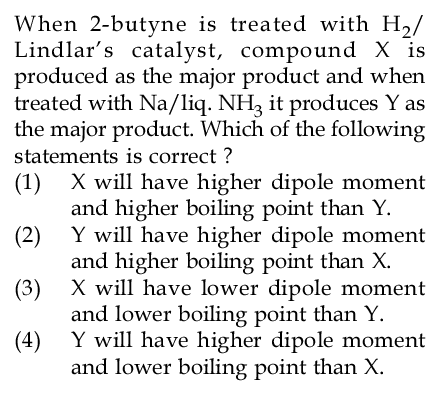 When 2-butyne is treated with H₂/
Lindlar's catalyst, compound X is
produced as the major product and when
treated with Na/liq. NH₃ it produces Y as
the major product. Which of the following
statements is correct ?
(1) X will have higher dipole moment
and higher boiling point than Y.
(2) Y will have higher dipole moment
and higher boiling point than X.
(3) X will have lower dipole moment
and lower boiling point than Y.
(4) Y will have higher dipole moment
and lower boiling point than X.